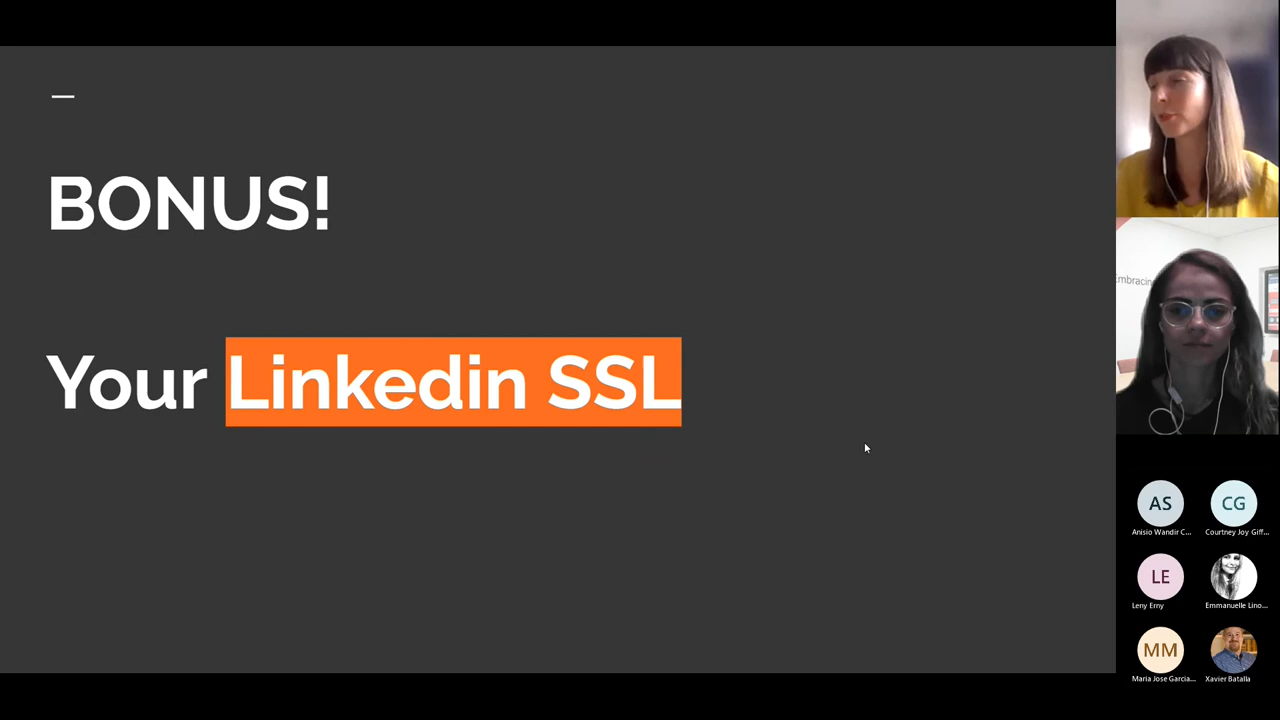 BONUS!
Your Linkedin SSL
Embracin
AS
CG
Anisio Wandir C...
Courtney Joy Giff...
LE
Leny Erny
Emmanuelle Lino...
MM
Maria Jose Garcia...
Xavier Batalla